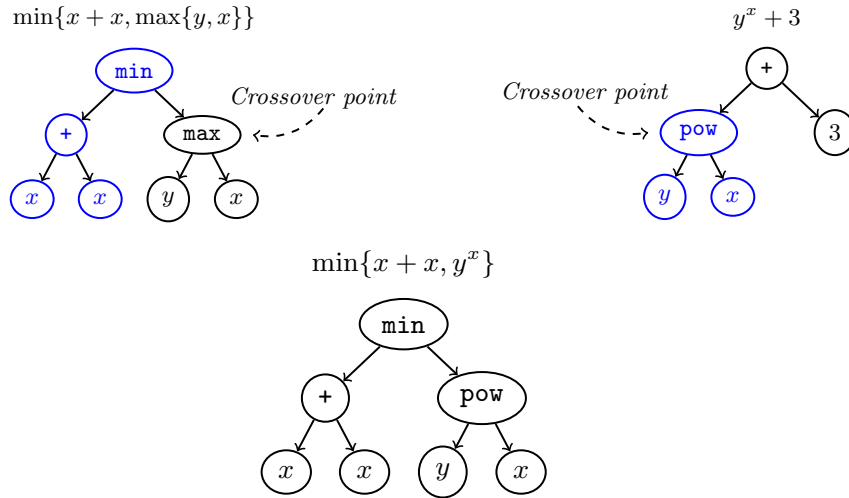 min{x + x, max{y, x}}
y^x + 3
min
+
Crossover point
Crossover point
+
max
pow
3
x x y x
y x
min{x + x, y^x}
min
+ pow
x x y x